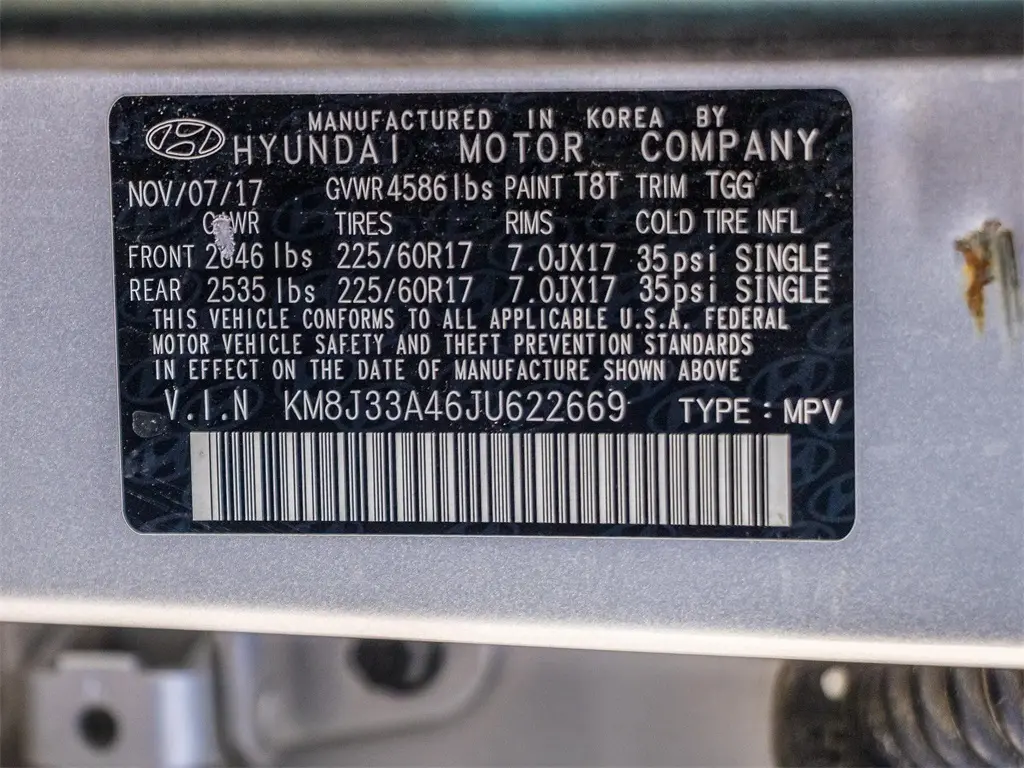 MANUFACTURED IN KOREA BY
HYUNDAI MOTOR COMPANY
NOV/07/17 GVWR 4586 lbs PAINT T8T TRIM TGG
TIRES RIMS COLD TIRE INFL
FRONT lbs 225/60R17 7.0JX17 35psi SINGLE
REAR 2535 lbs 225/60R17 7.0JX17 35psi SINGLE
THIS VEHICLE CONFORMS TO ALL APPLICABLE U.S.A. FEDERAL
MOTOR VEHICLE SAFETY AND THEFT PREVENTION STANDARDS
IN EFFECT ON THE DATE OF MANUFACTURE SHOWN ABOVE
V.I.N KM8J33A46JU622669 TYPE : MPV